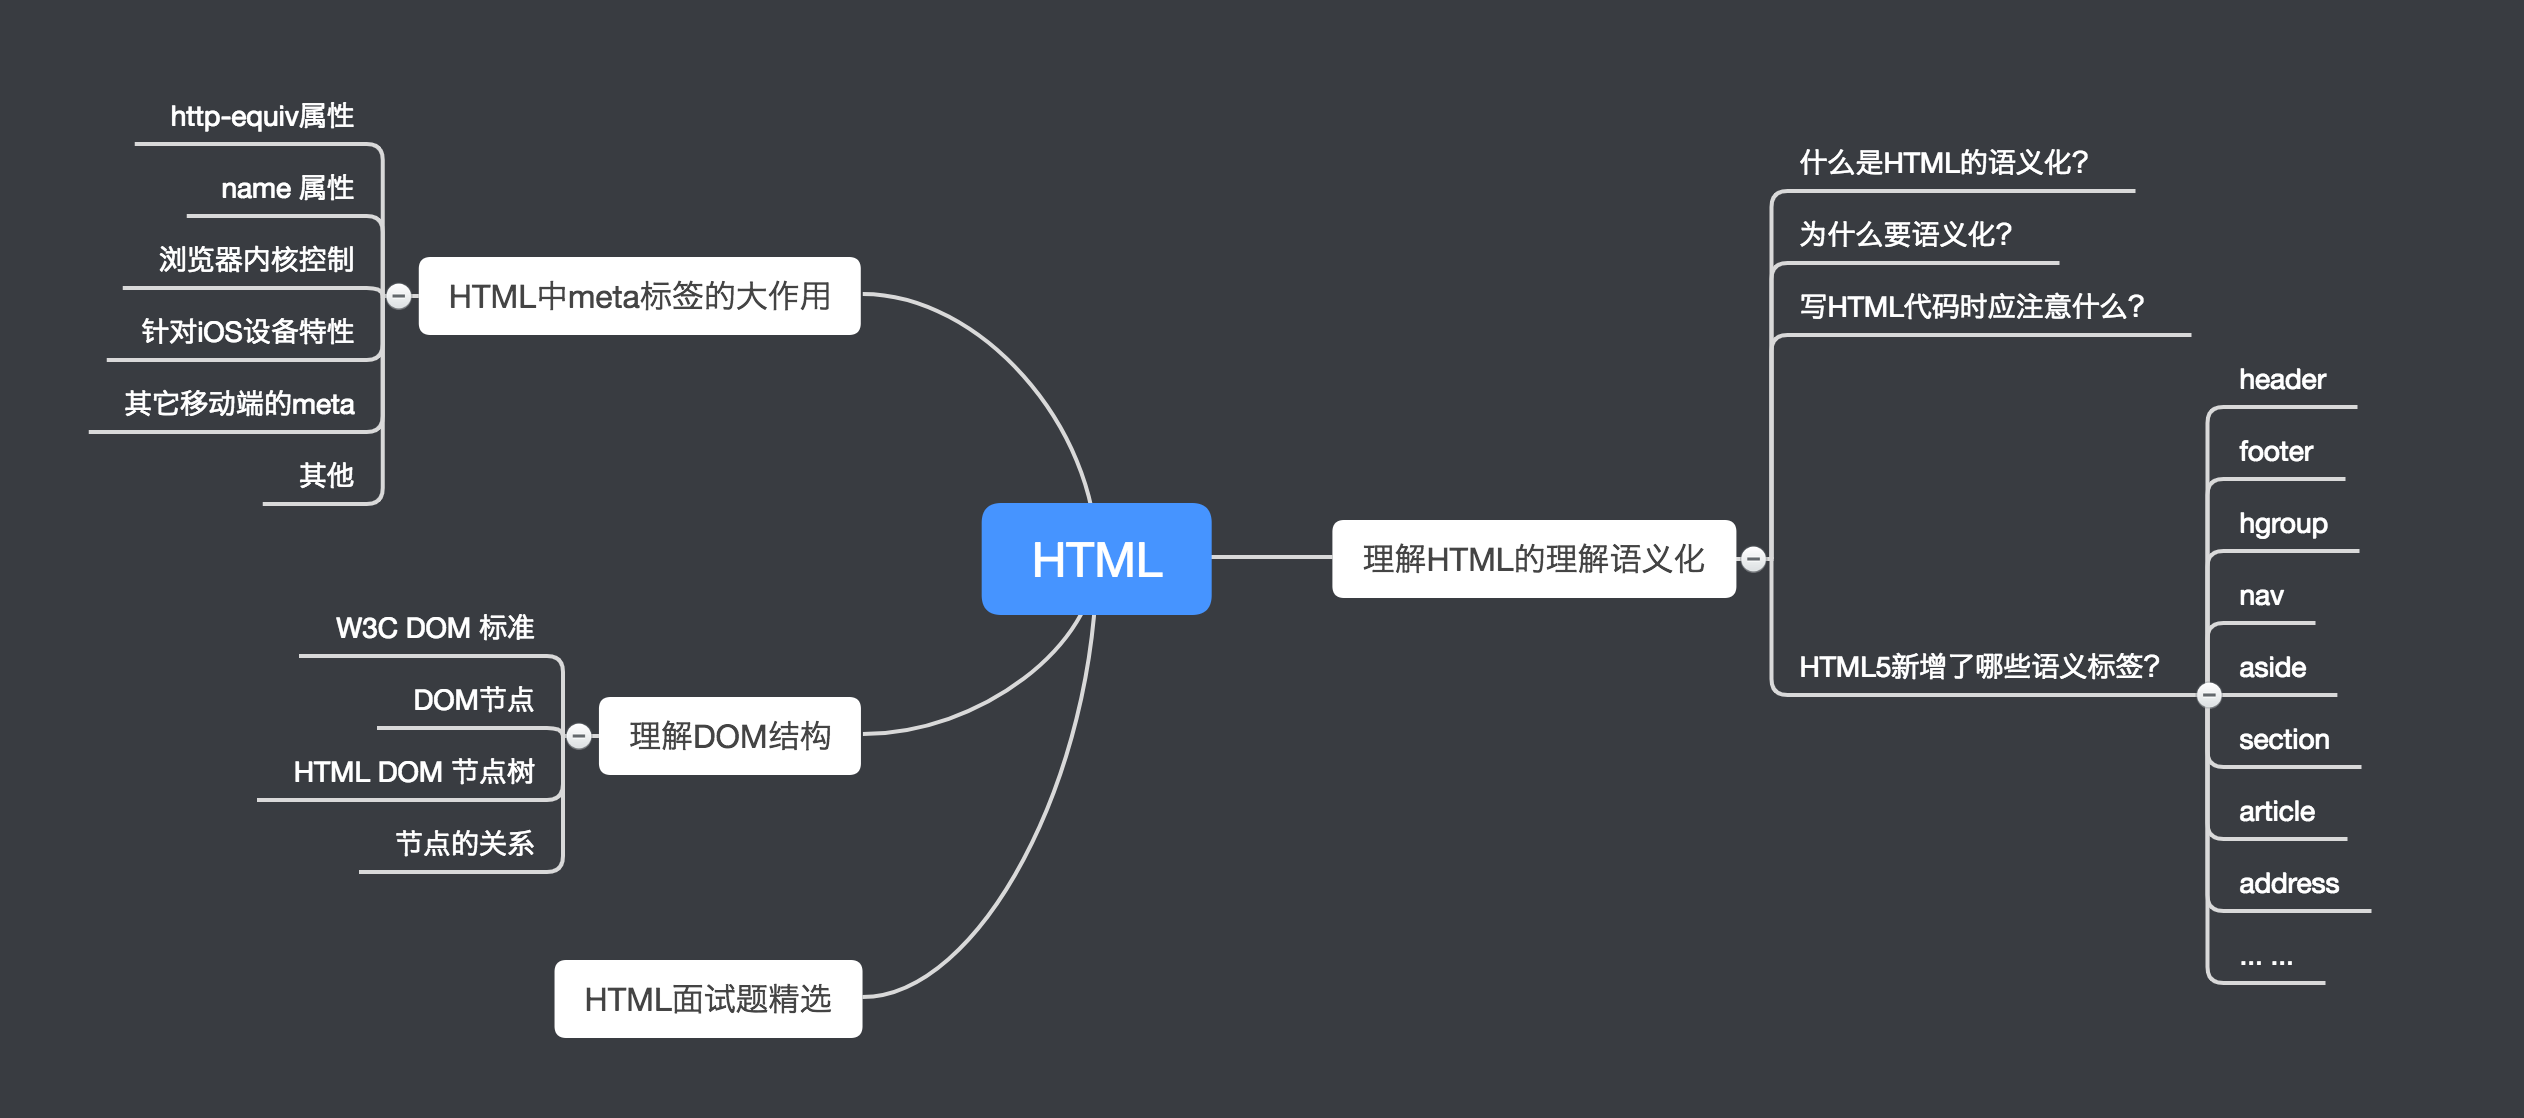 HTML
HTML中meta标签的大作用
http-equiv属性
name 属性
浏览器内核控制
针对iOS设备特性
其它移动端的meta
其他
理解DOM结构
W3C DOM 标准
DOM节点
HTML DOM 节点树
节点的关系
HTML面试题精选
理解HTML的理解语义化
什么是HTML的语义化？
为什么要语义化？
写HTML代码时应注意什么？
HTML5新增了哪些语义标签？
header
footer
hgroup
nav
aside
section
article
address
... ...